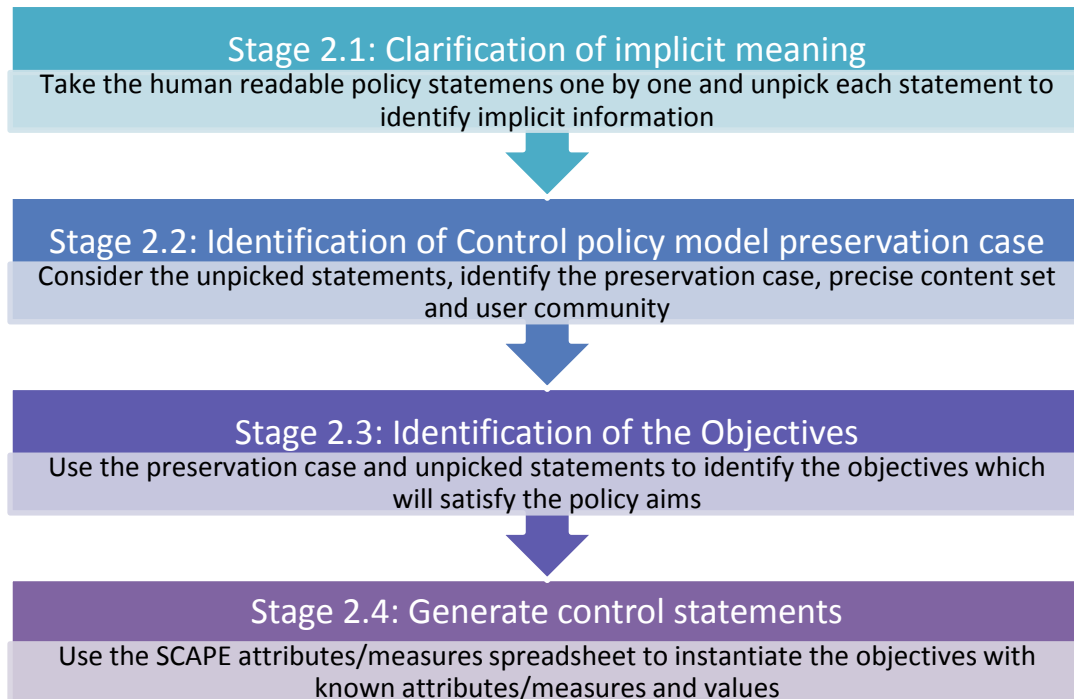 Stage 2.1: Clarification of implicit meaning
Take the human readable policy statemens one by one and unpick each statement to
identify implicit information
Stage 2.2: Identification of Control policy model preservation case
Consider the unpicked statements, identify the preservation case, precise content set
and user community
Stage 2.3: Identification of the Objectives
Use the preservation case and unpicked statements to identify the objectives which
will satisfy the policy aims
Stage 2.4: Generate control statements
Use the SCAPE attributes/measures spreadsheet to instantiate the objectives with
known attributes/measures and values